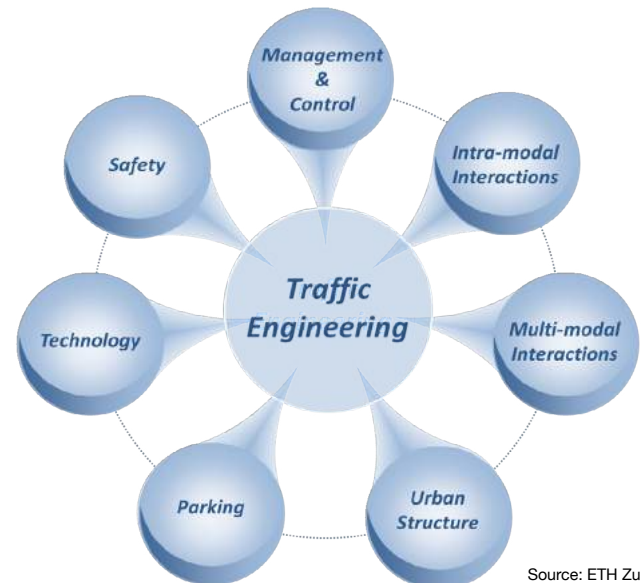 Management
&
Control
Intra-modal
Interactions
Multi-modal
Interactions
Urban
Structure
Parking
Technology
Safety
Traffic
Engineering
Source: ETH Zu